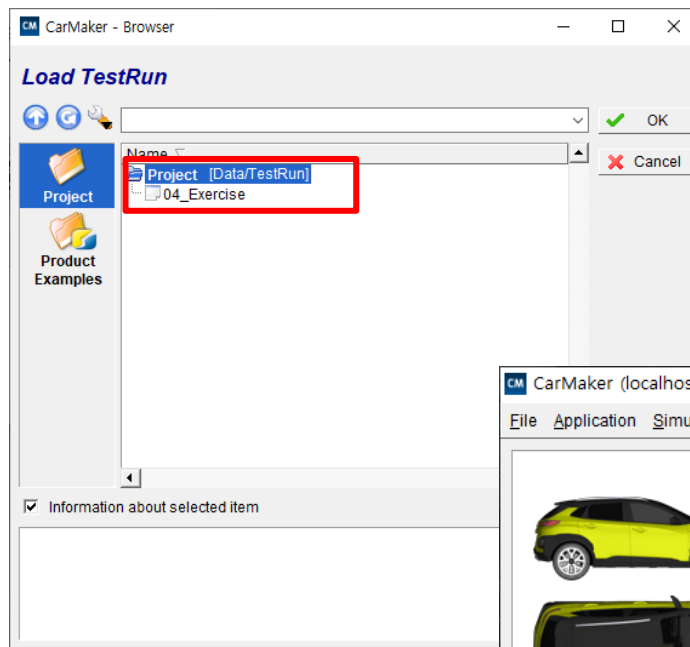 CM CarMaker - Browser
Load TestRun
OK
Name
Cancel
Project [Data/TestRun]
04_Exercise
Project
Product
Examples
CM CarMaker (localhos
File Application Simu
Information about selected item